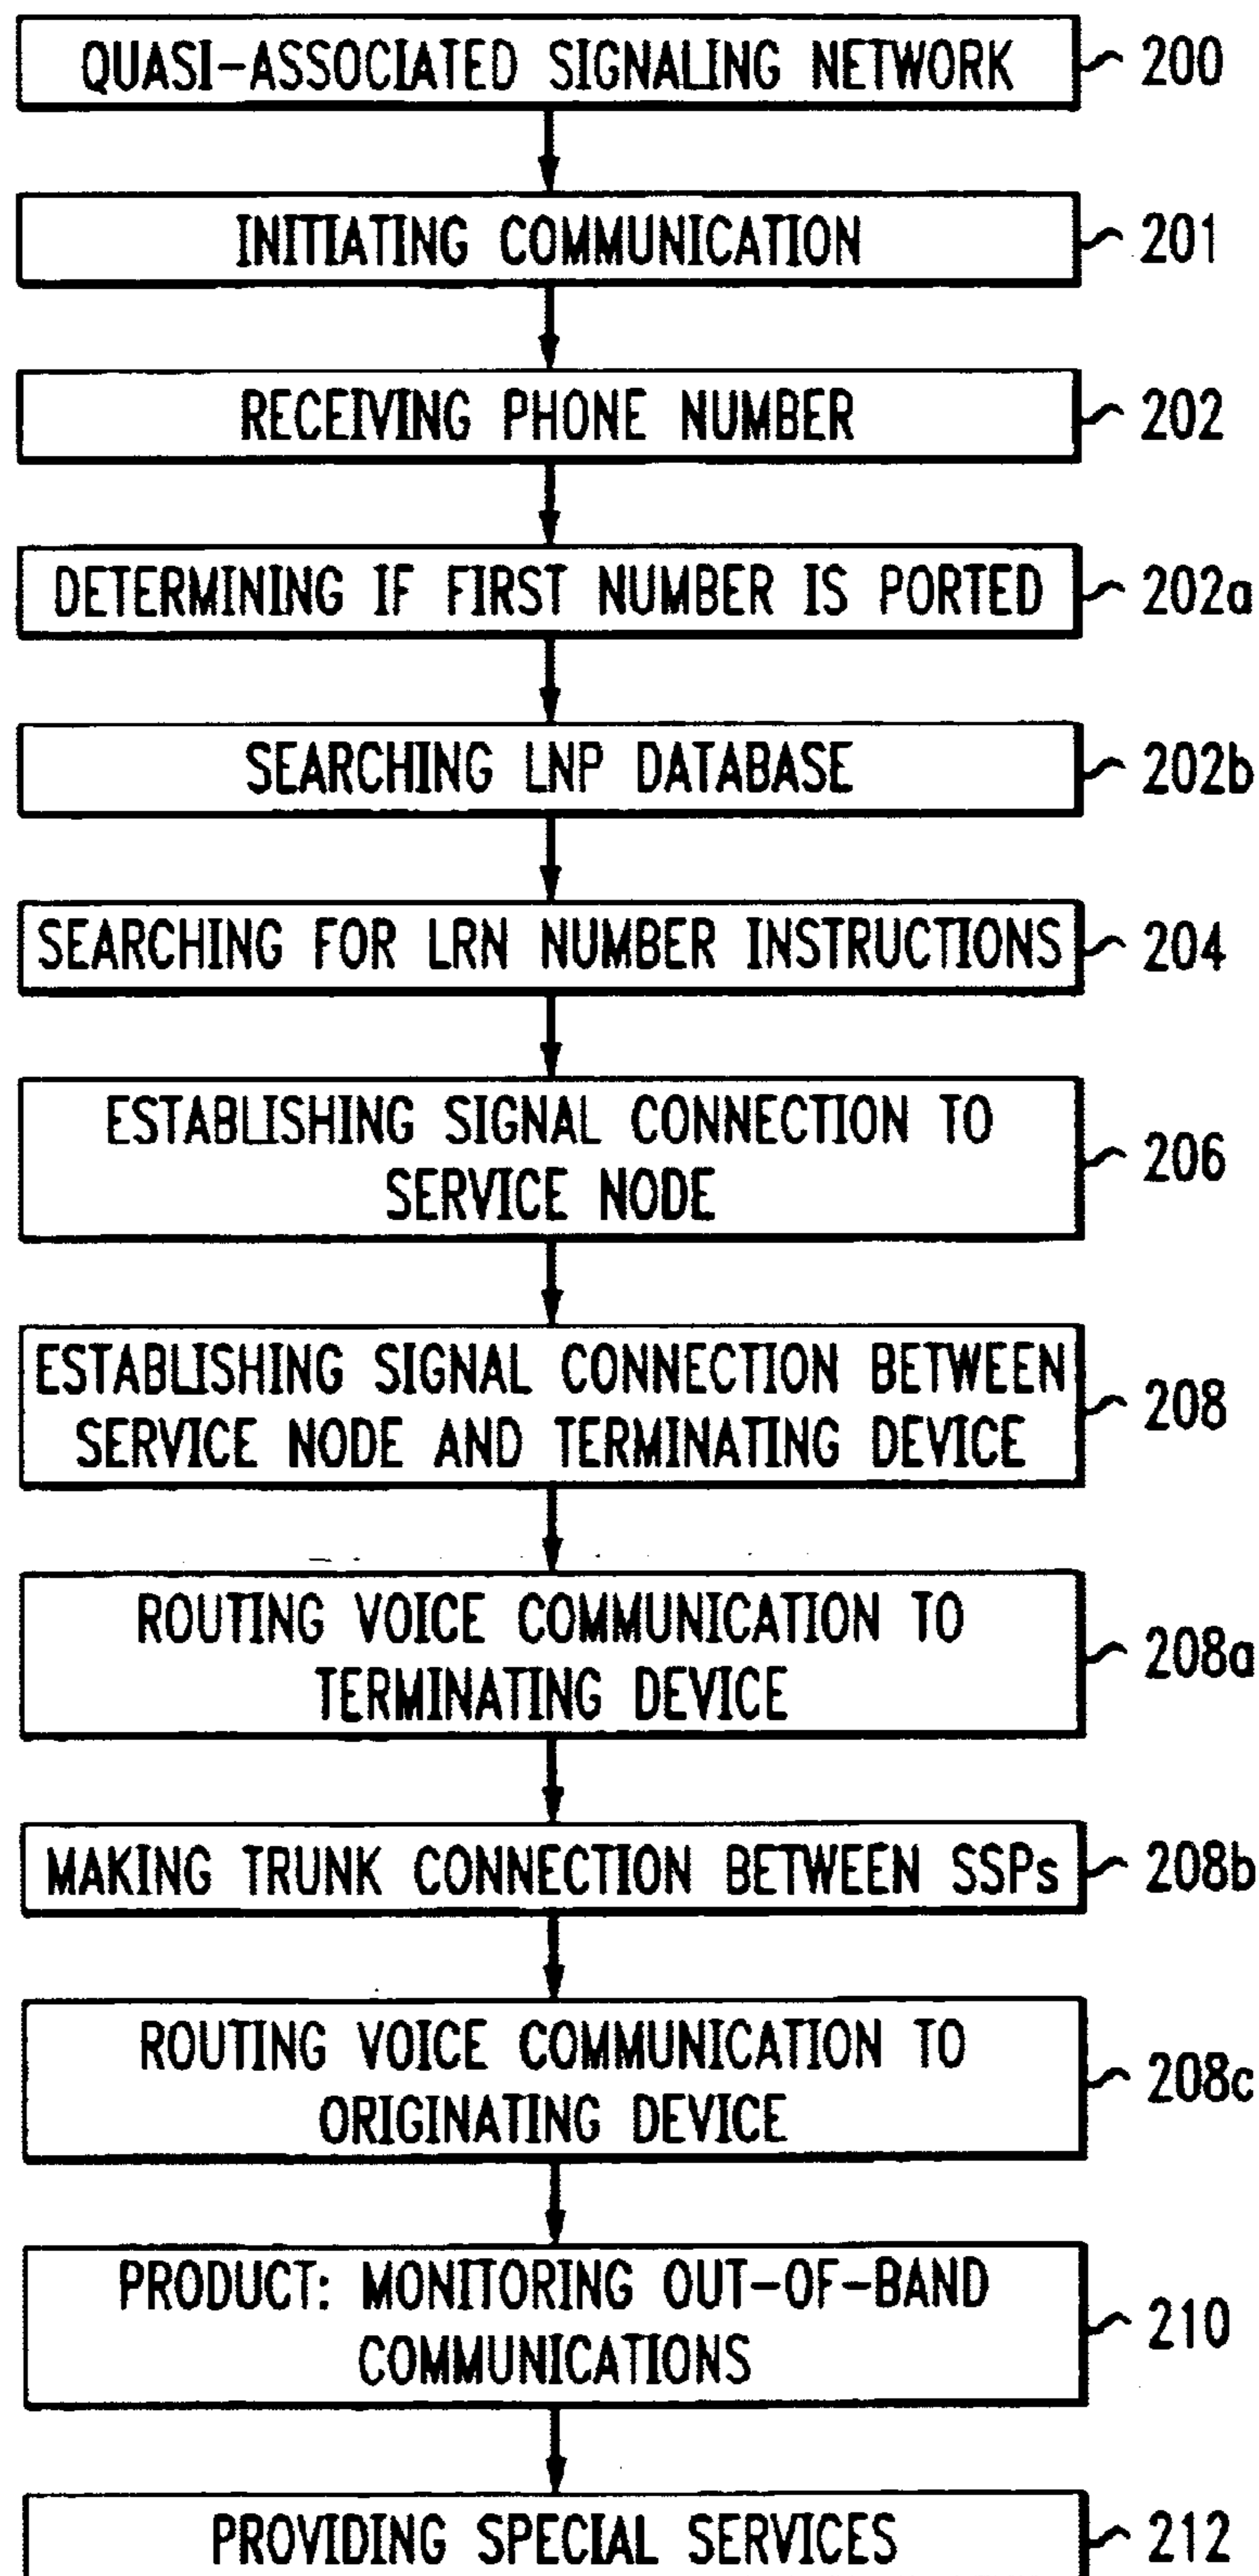 QUASI-ASSOCIATED SIGNALING NETWORK 200
INITIATING COMMUNICATION 201
RECEIVING PHONE NUMBER 202
DETERMINING IF FIRST NUMBER IS PORTED 202a
SEARCHING LNP DATABASE 202b
SEARCHING FOR LRN NUMBER INSTRUCTIONS 204
ESTABLISHING SIGNAL CONNECTION TO
SERVICE NODE 206
ESTABLISHING SIGNAL CONNECTION BETWEEN
SERVICE NODE AND TERMINATING DEVICE 208
ROUTING VOICE COMMUNICATION TO
TERMINATING DEVICE 208a
MAKING TRUNK CONNECTION BETWEEN SSPs 208b
ROUTING VOICE COMMUNICATION TO
ORIGINATING DEVICE 208c
PRODUCT: MONITORING OUT-OF-BAND
COMMUNICATIONS 210
PROVIDING SPECIAL SERVICES 212